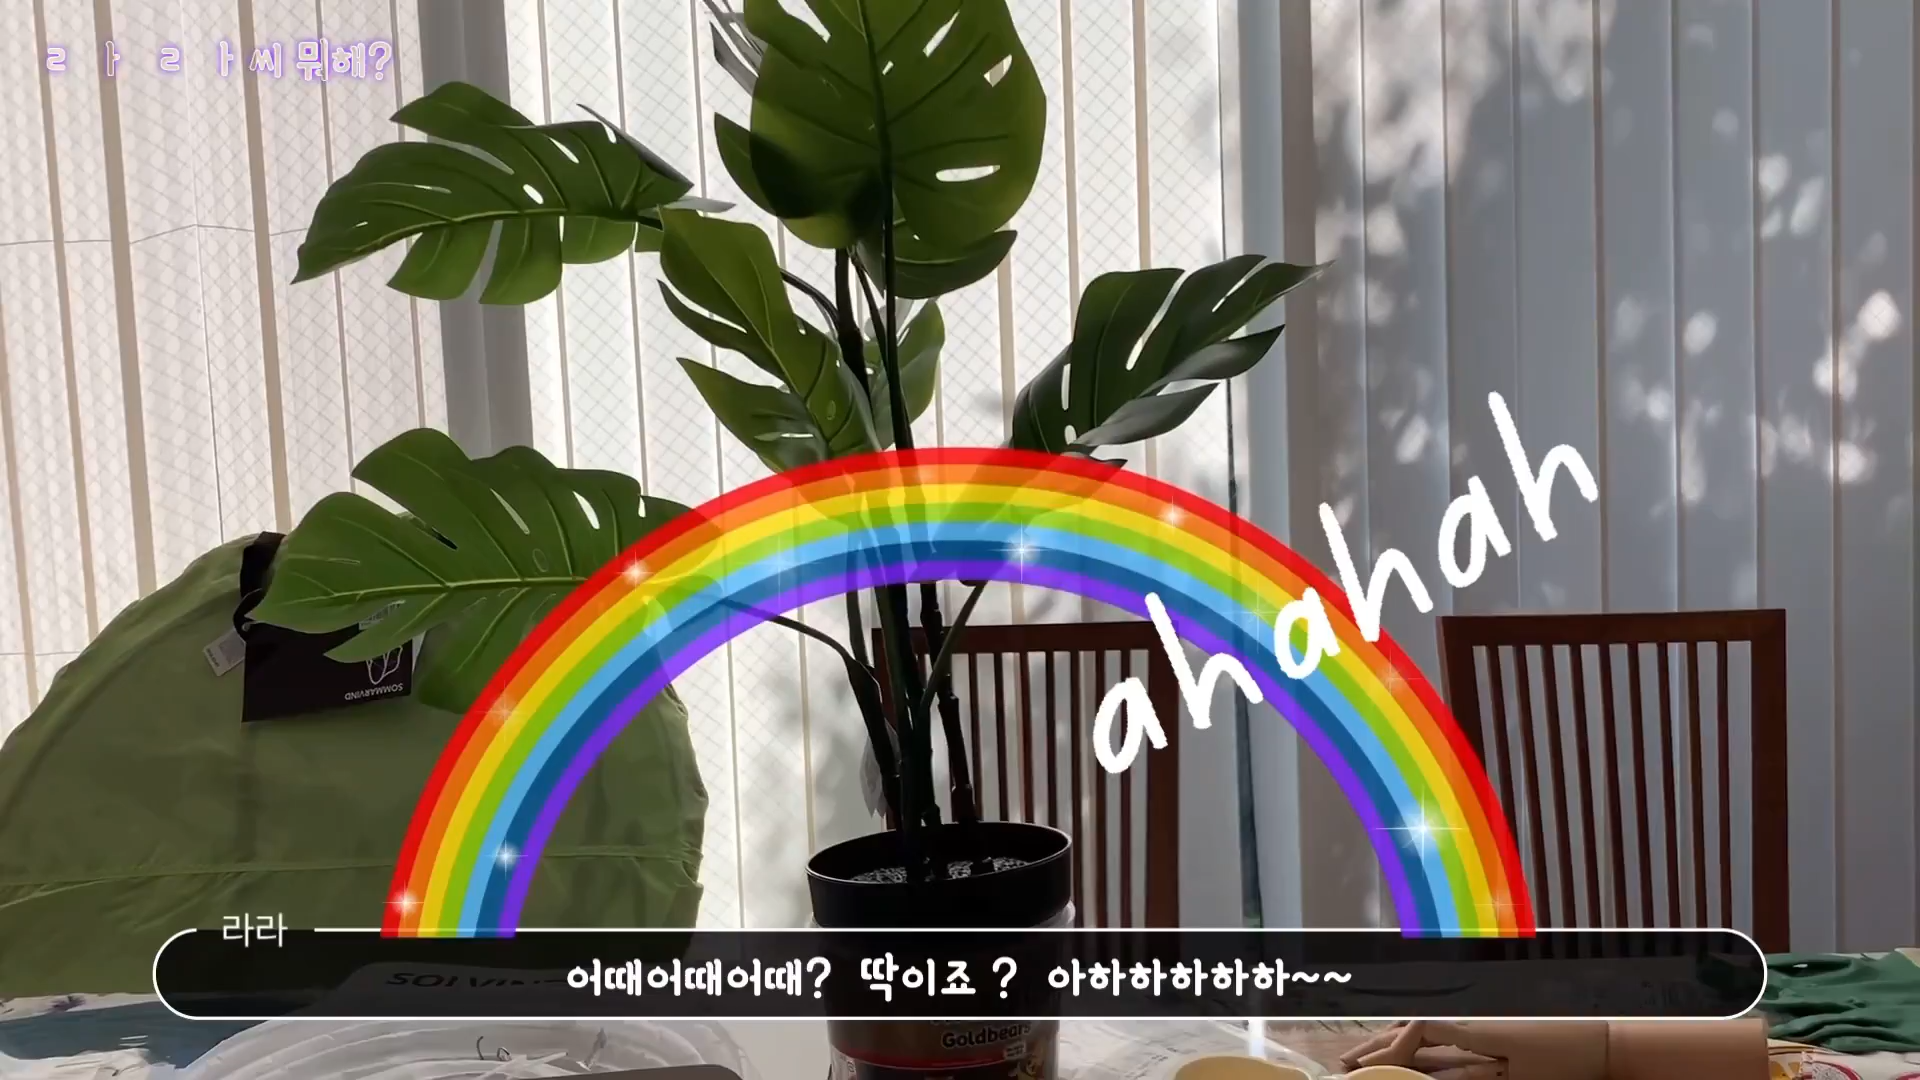 ㄹ ㅏ ㄹ ㅏ 씨 뭐해?
ahahah
SOMMARVIND
라라
어때어때어때? 딱이죠 ? 아하하하하하~~
Goldbears